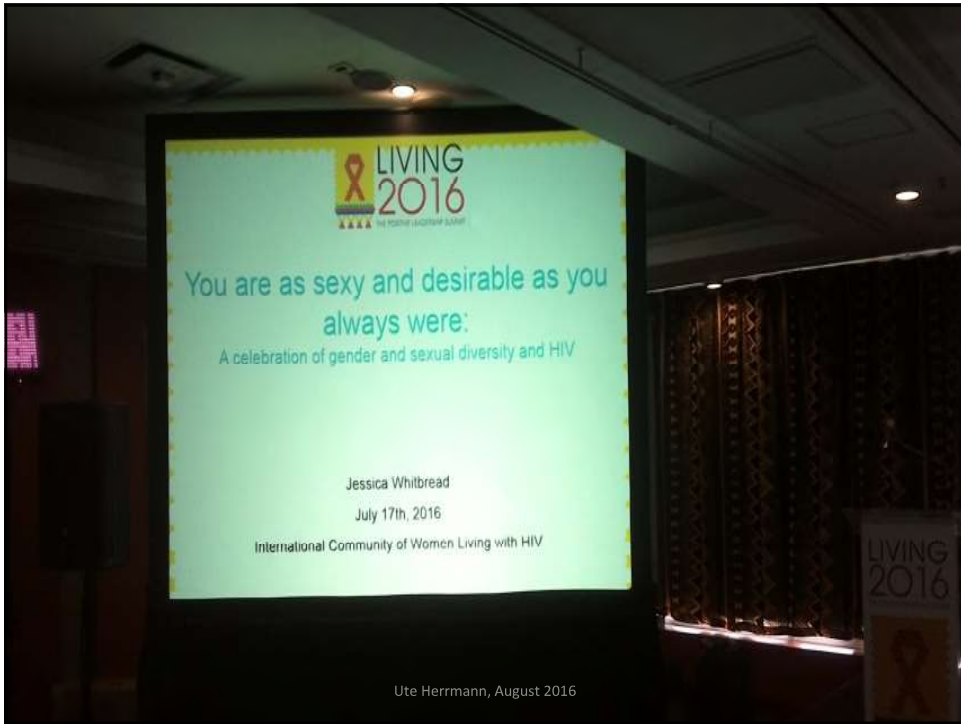 LIVING
2016
THE POSITIVE LEADERSHIP SUMMIT
You are as sexy and desirable as you
always were:
A celebration of gender and sexual diversity and HIV
Jessica Whitbread
July 17th, 2016
International Community of Women Living with HIV
LIVING
2016
Ute Herrmann, August 2016